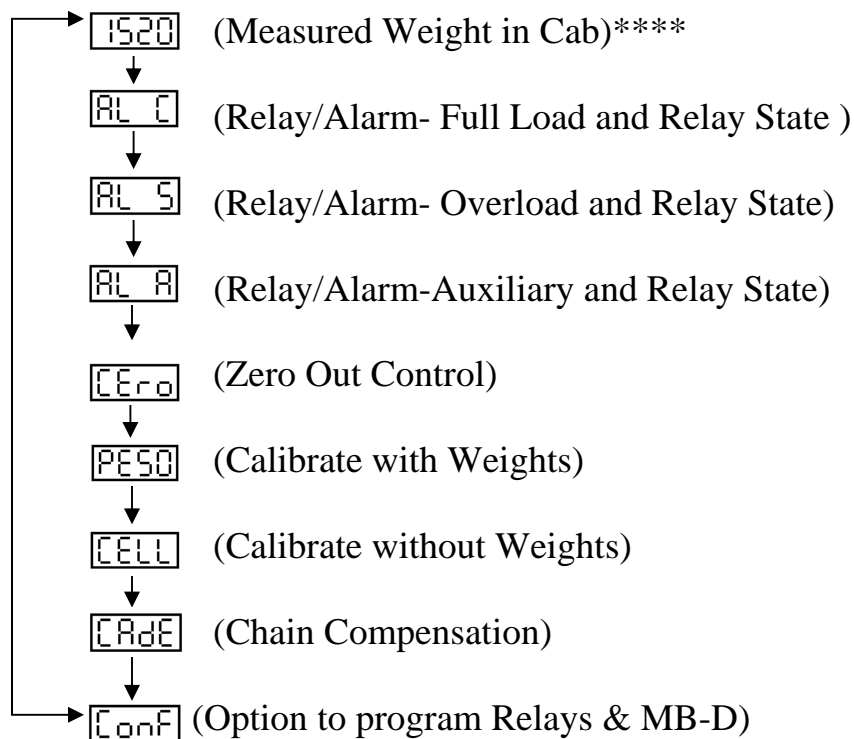 1520 (Measured Weight in Cab)****
AL C (Relay/Alarm- Full Load and Relay State )
AL S (Relay/Alarm- Overload and Relay State)
AL A (Relay/Alarm-Auxiliary and Relay State)
CEro (Zero Out Control)
PESO (Calibrate with Weights)
CELL (Calibrate without Weights)
CAdE (Chain Compensation)
ConF (Option to program Relays & MB-D)